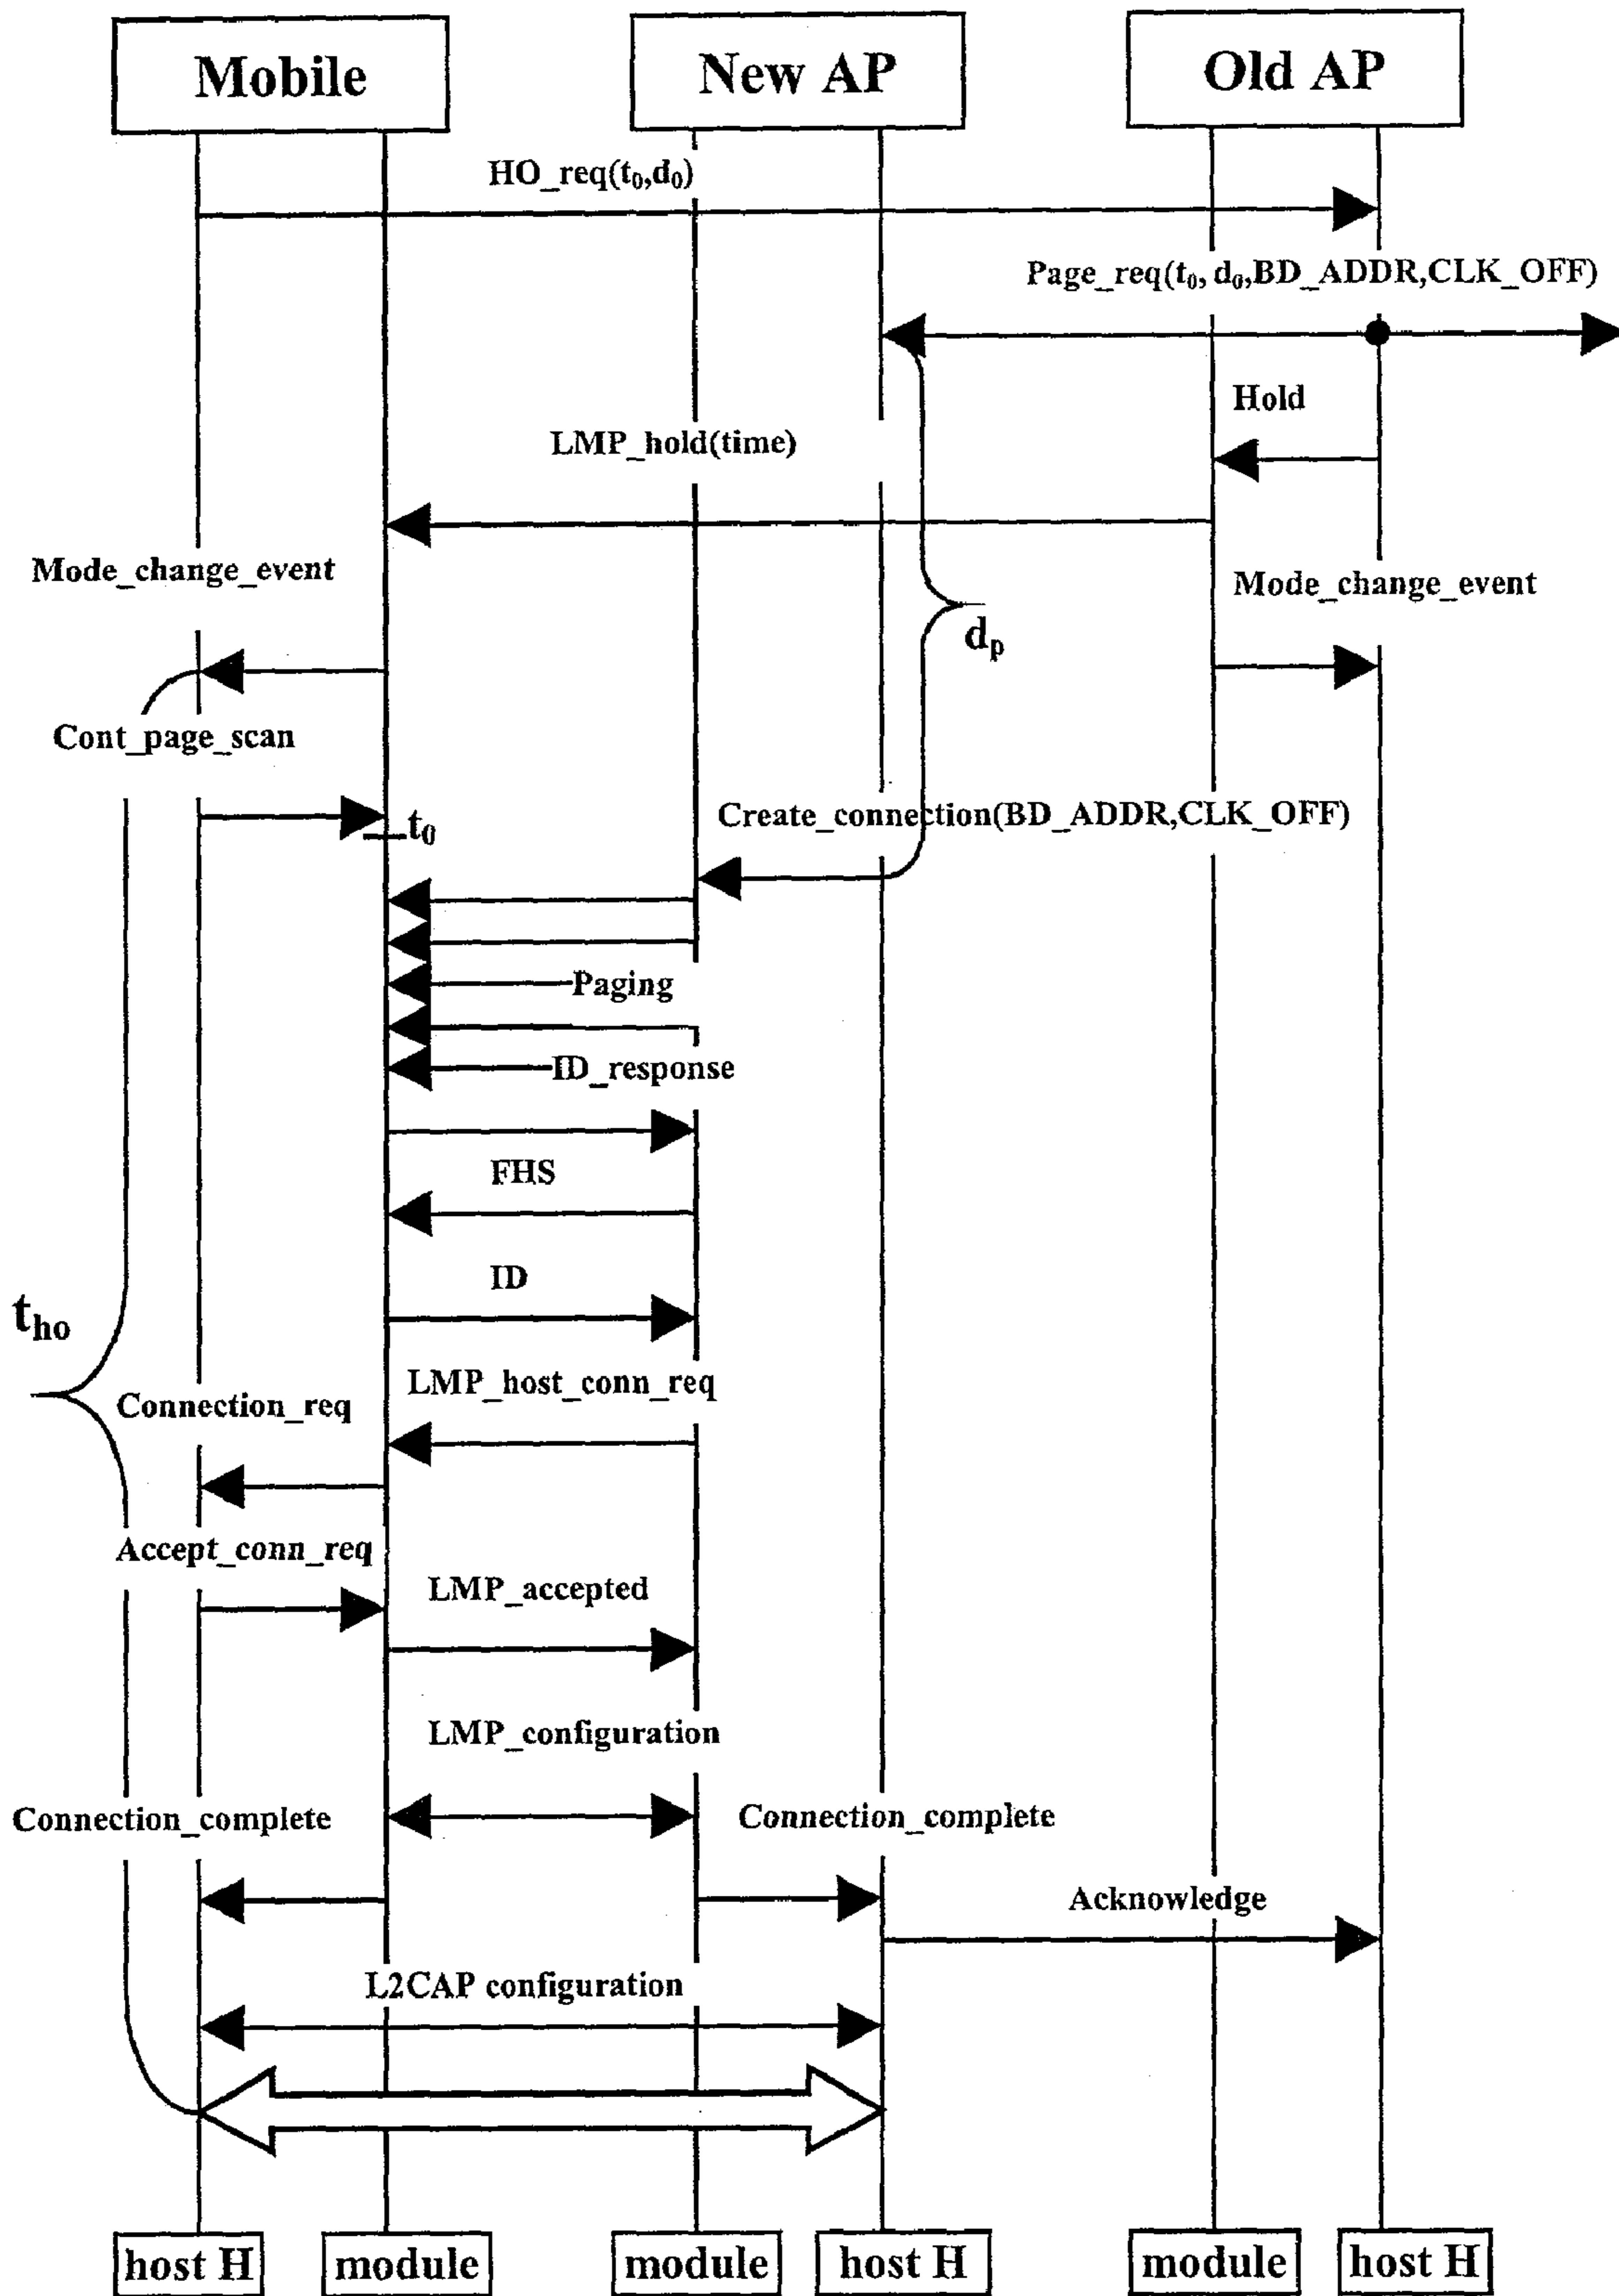 Mobile
New AP
Old AP
HO_req(t₀,d₀)
Page_req(t₀, d₀,BD_ADDR,CLK_OFF)
Hold
LMP_hold(time)
Mode_change_event
Mode_change_event
dₚ
Cont_page_scan
t₀
Create_connection(BD_ADDR,CLK_OFF)
Paging
ID_response
FHS
ID
tₕₒ
LMP_host_conn_req
Connection_req
Accept_conn_req
LMP_accepted
LMP_configuration
Connection_complete
Connection_complete
Acknowledge
L2CAP configuration
host H
module
module
host H
module
host H